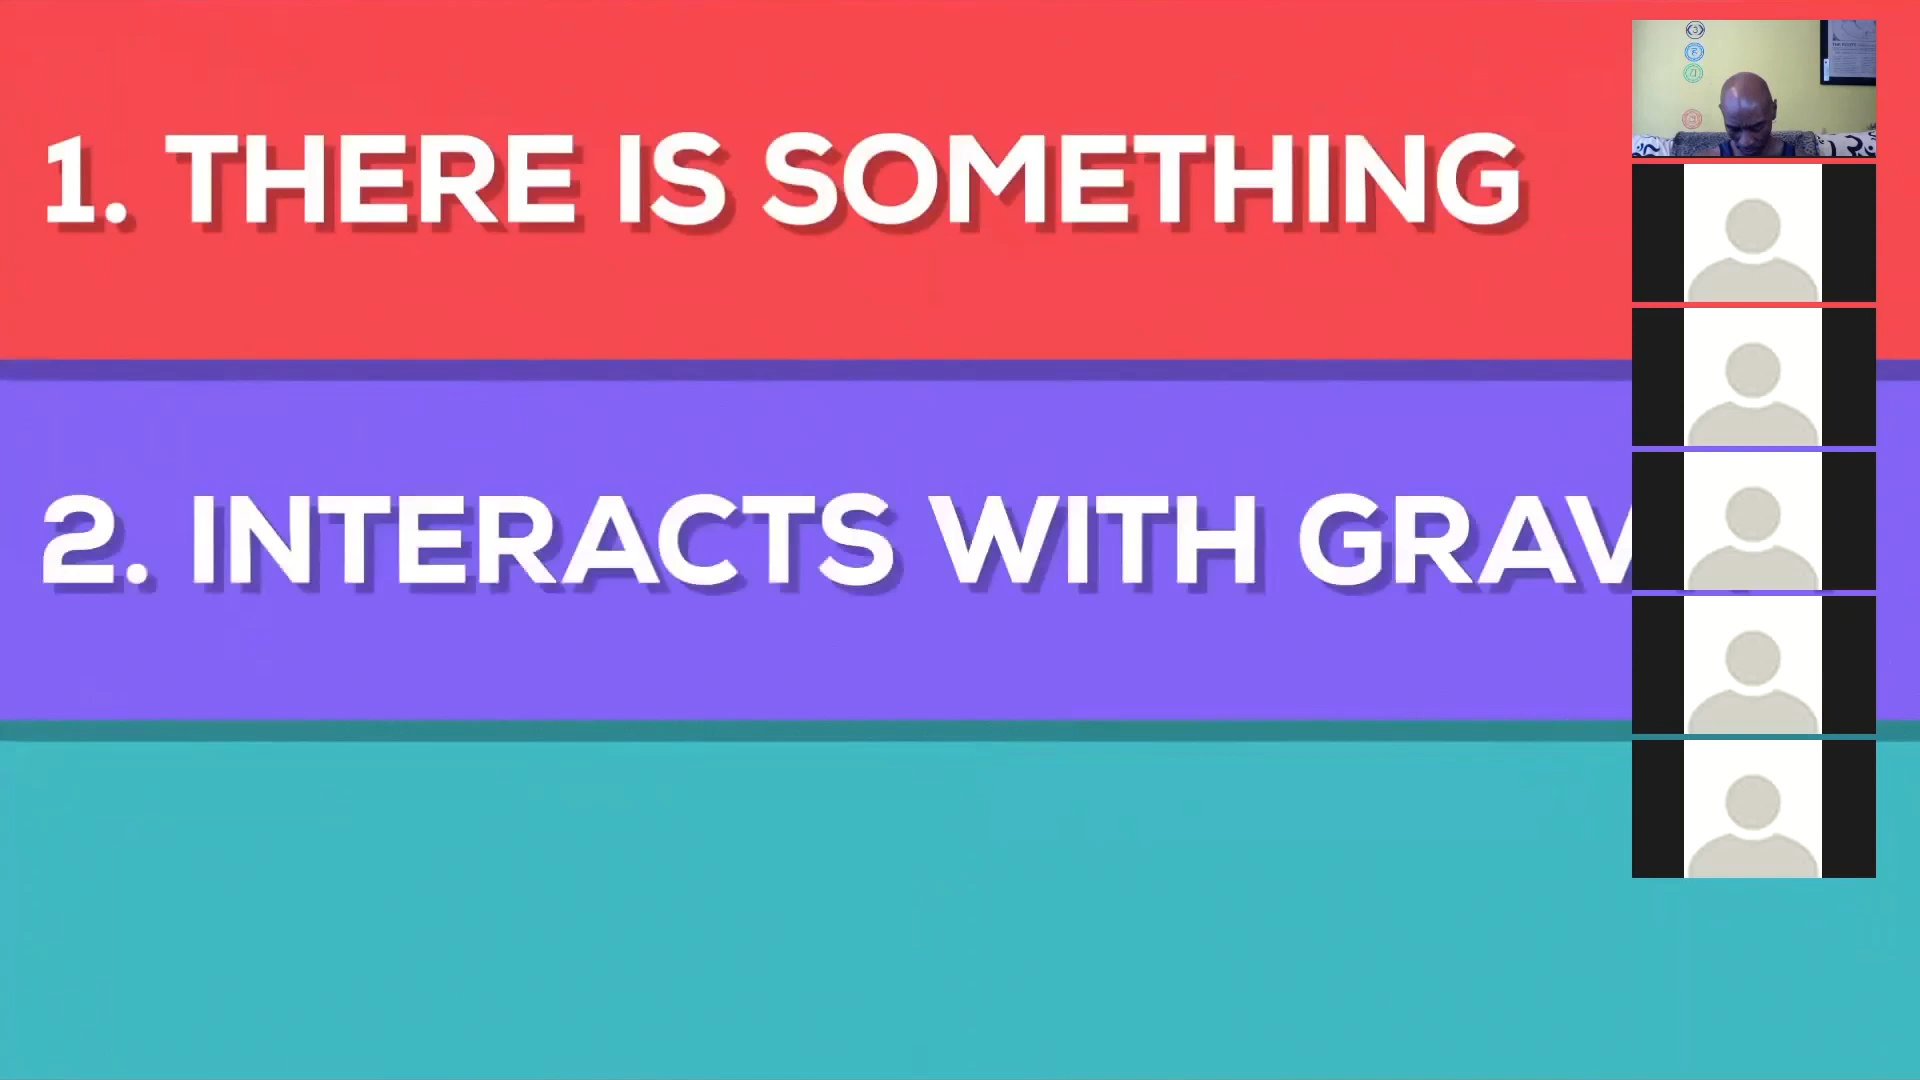 1. THERE IS SOMETHING
2. INTERACTS WITH GRAV